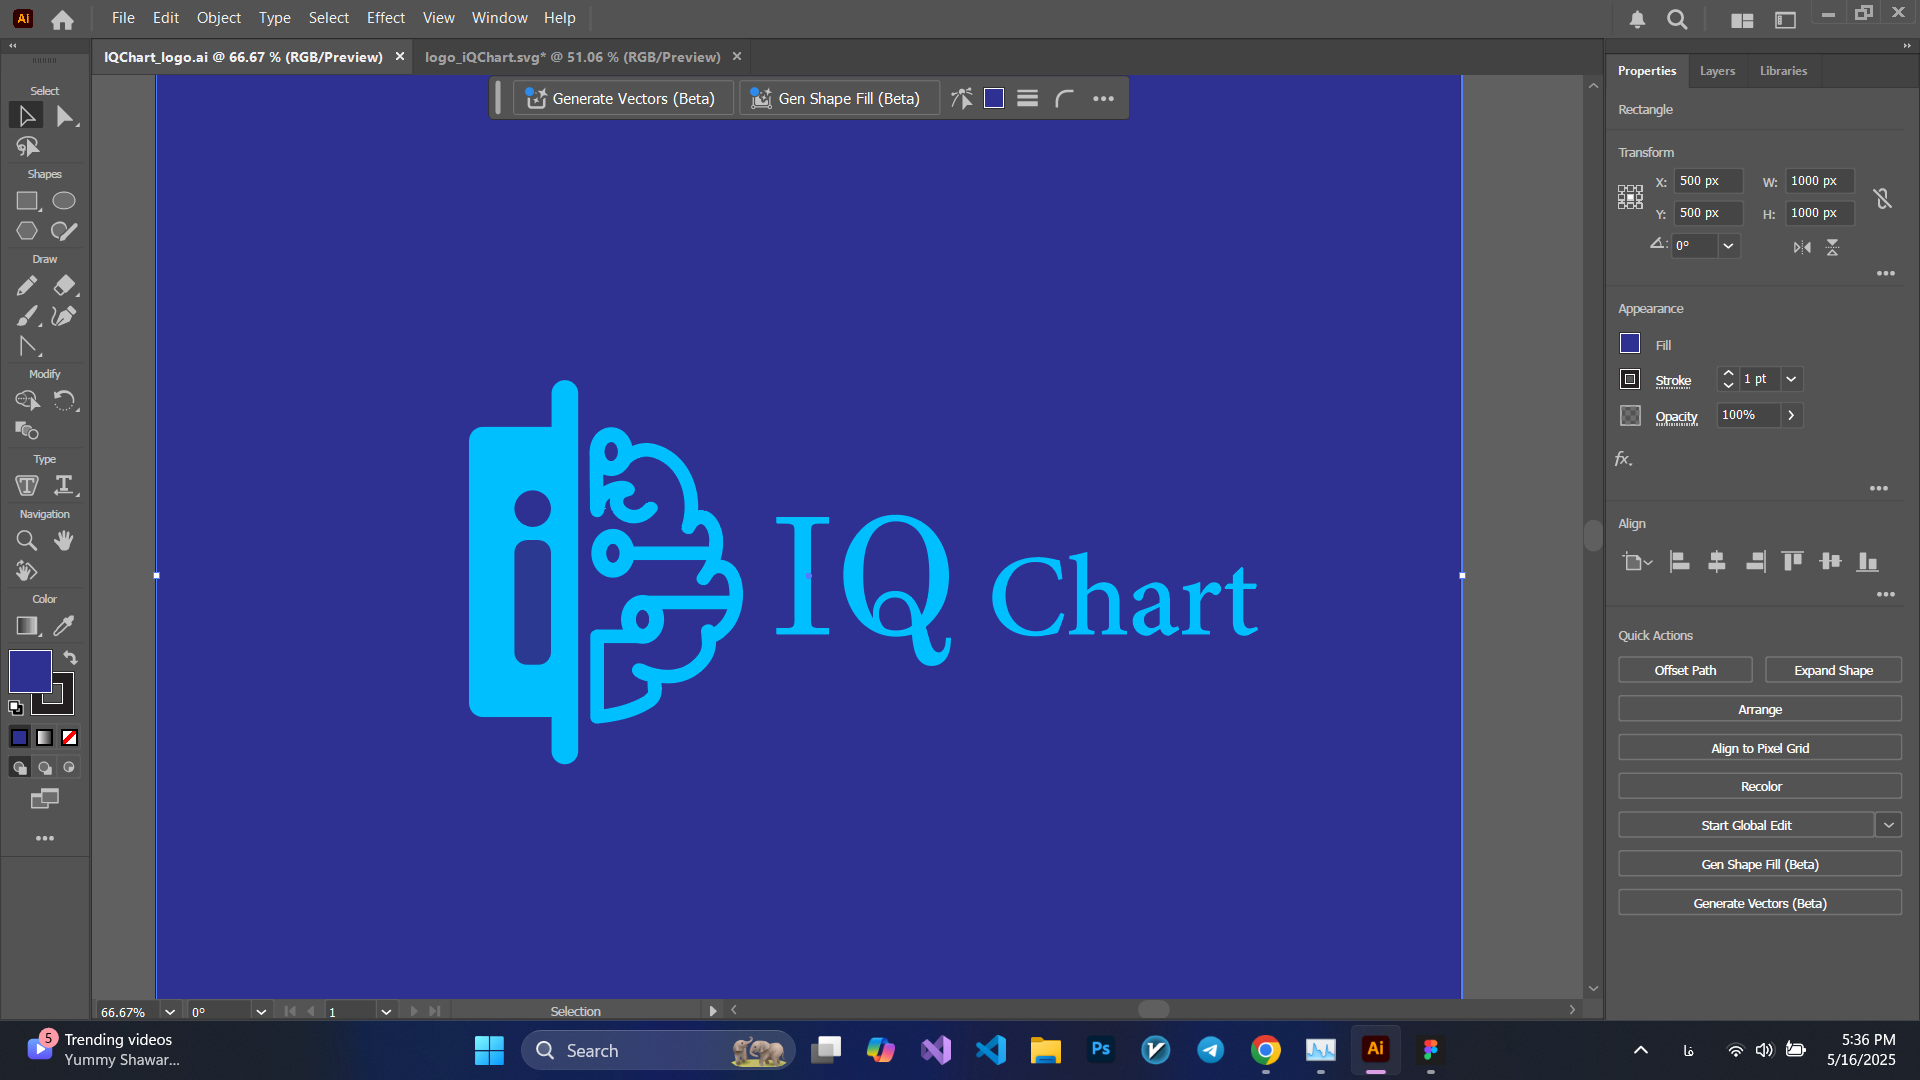 Ai
File Edit Object Type Select Effect View Window Help
IQChart_logo.ai @ 66.67 % (RGB/Preview)
logo_iQChart.svg* @ 51.06 % (RGB/Preview)
Generate Vectors (Beta)
Gen Shape Fill (Beta)
Select
Shapes
Draw
Modify
Type
Navigation
Color
IQ Chart
Properties
Layers
Libraries
Rectangle
Transform
X: 500 px
W: 1000 px
Y: 500 px
H: 1000 px
0°
Appearance
Fill
Stroke
1 pt
Opacity
100%
fx.
Align
Quick Actions
Offset Path
Expand Shape
Arrange
Align to Pixel Grid
Recolor
Start Global Edit
Gen Shape Fill (Beta)
Generate Vectors (Beta)
66.67%
0°
1
Selection
5
Trending videos
Yummy Shawar...
Search
Ps
Ai
فا
5:36 PM
5/16/2025